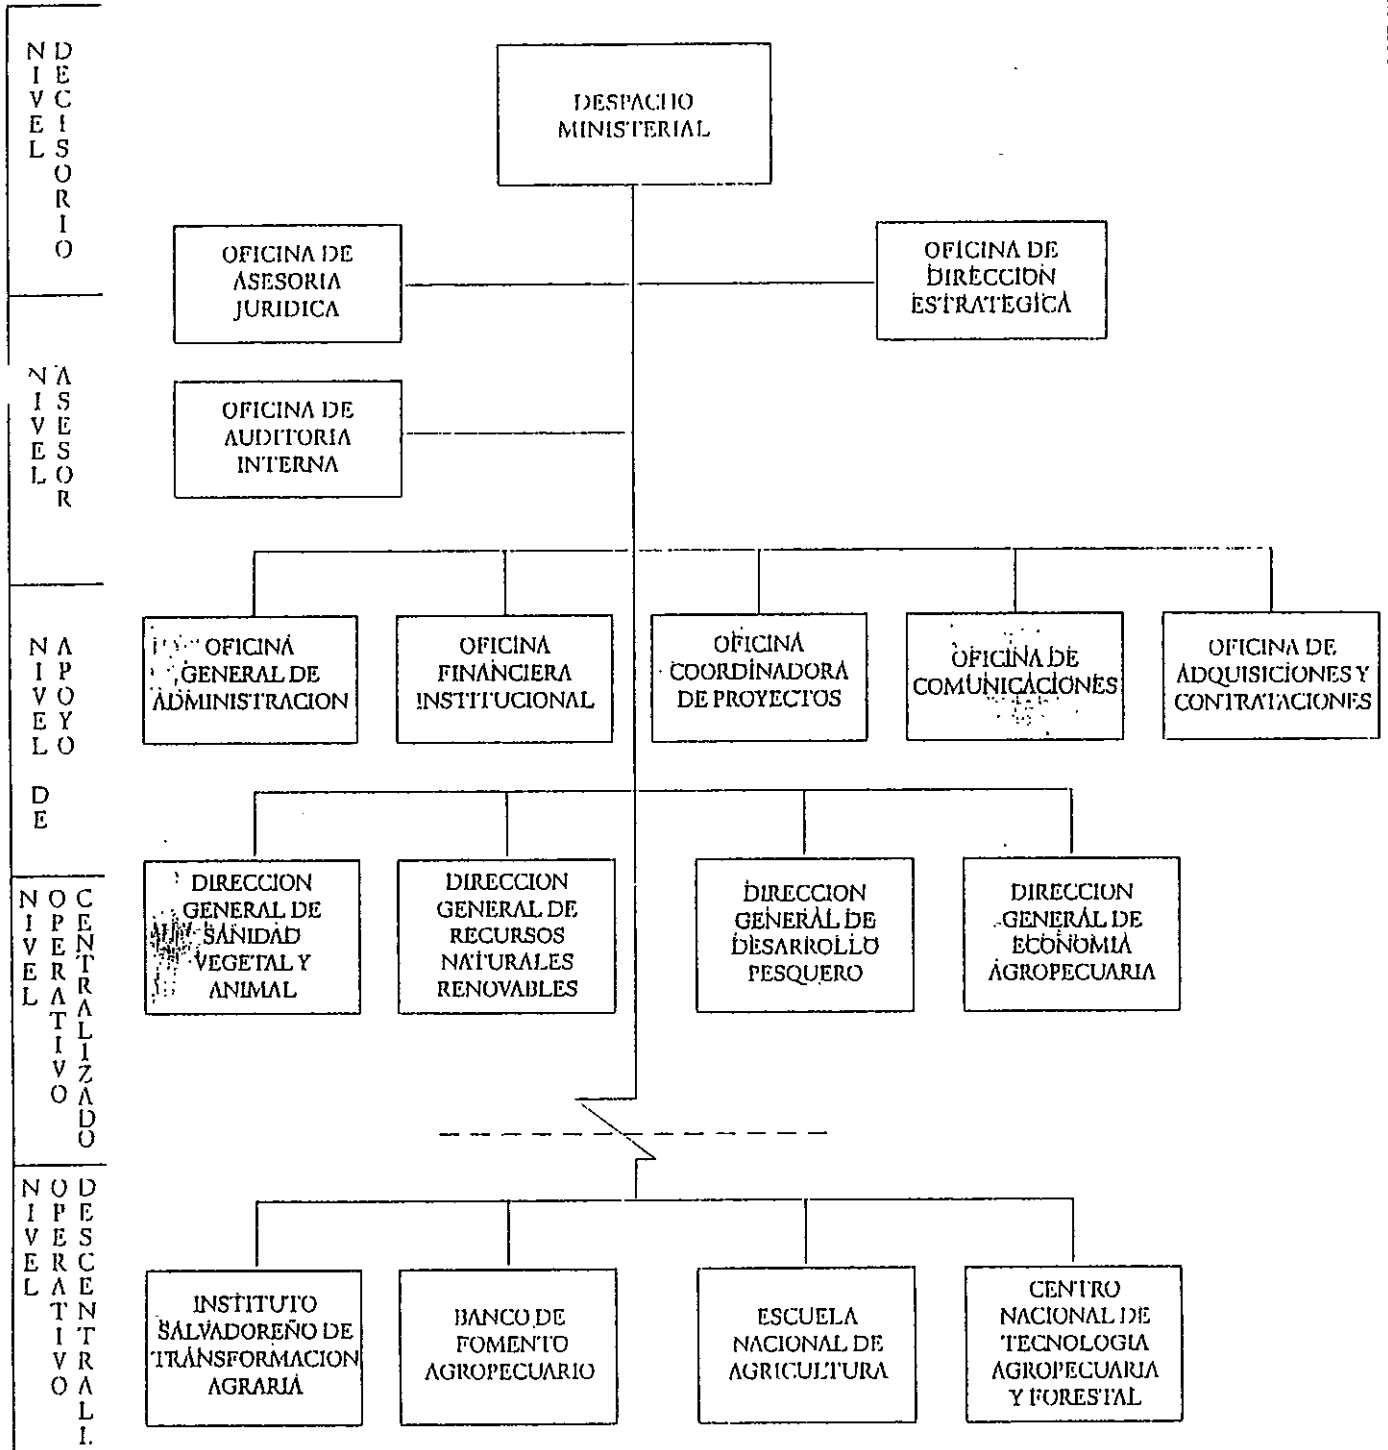 NIVEL
DECISORIO
DESPACHO
MINISTERIAL
OFICINA DE
ASESORIA
JURIDICA
OFICINA DE
DIRECCION
ESTRATEGICA
NIVEL
ASESOR
OFICINA DE
AUDITORIA
INTERNA
NIVEL DE
APOYO
OFICINA
GENERAL DE
ADMINISTRACION
OFICINA
FINANCIERA
INSTITUCIONAL
OFICINA
COORDINADORA
DE PROYECTOS
OFICINA DE
COMUNICACIONES
OFICINA DE
ADQUISICIONES Y
CONTRATACIONES
NIVEL
OPERATIVO
CENTRALIZADO
DIRECCION
GENERAL DE
SANIDAD
VEGETAL Y
ANIMAL
DIRECCION
GENERAL DE
RECURSOS
NATURALES
RENOVABLES
DIRECCION
GENERAL DE
DESARROLLO
PESQUERO
DIRECCION
GENERAL DE
ECONOMIA
AGROPECUARIA
NIVEL
OPERATIVO
DESCENTRALI.
INSTITUTO
SALVADOREÑO DE
TRANSFORMACION
AGRARIA
BANCO DE
FOMENTO
AGROPECUARIO
ESCUELA
NACIONAL DE
AGRICULTURA
CENTRO
NACIONAL DE
TECNOLOGIA
AGROPECUARIA
Y FORESTAL